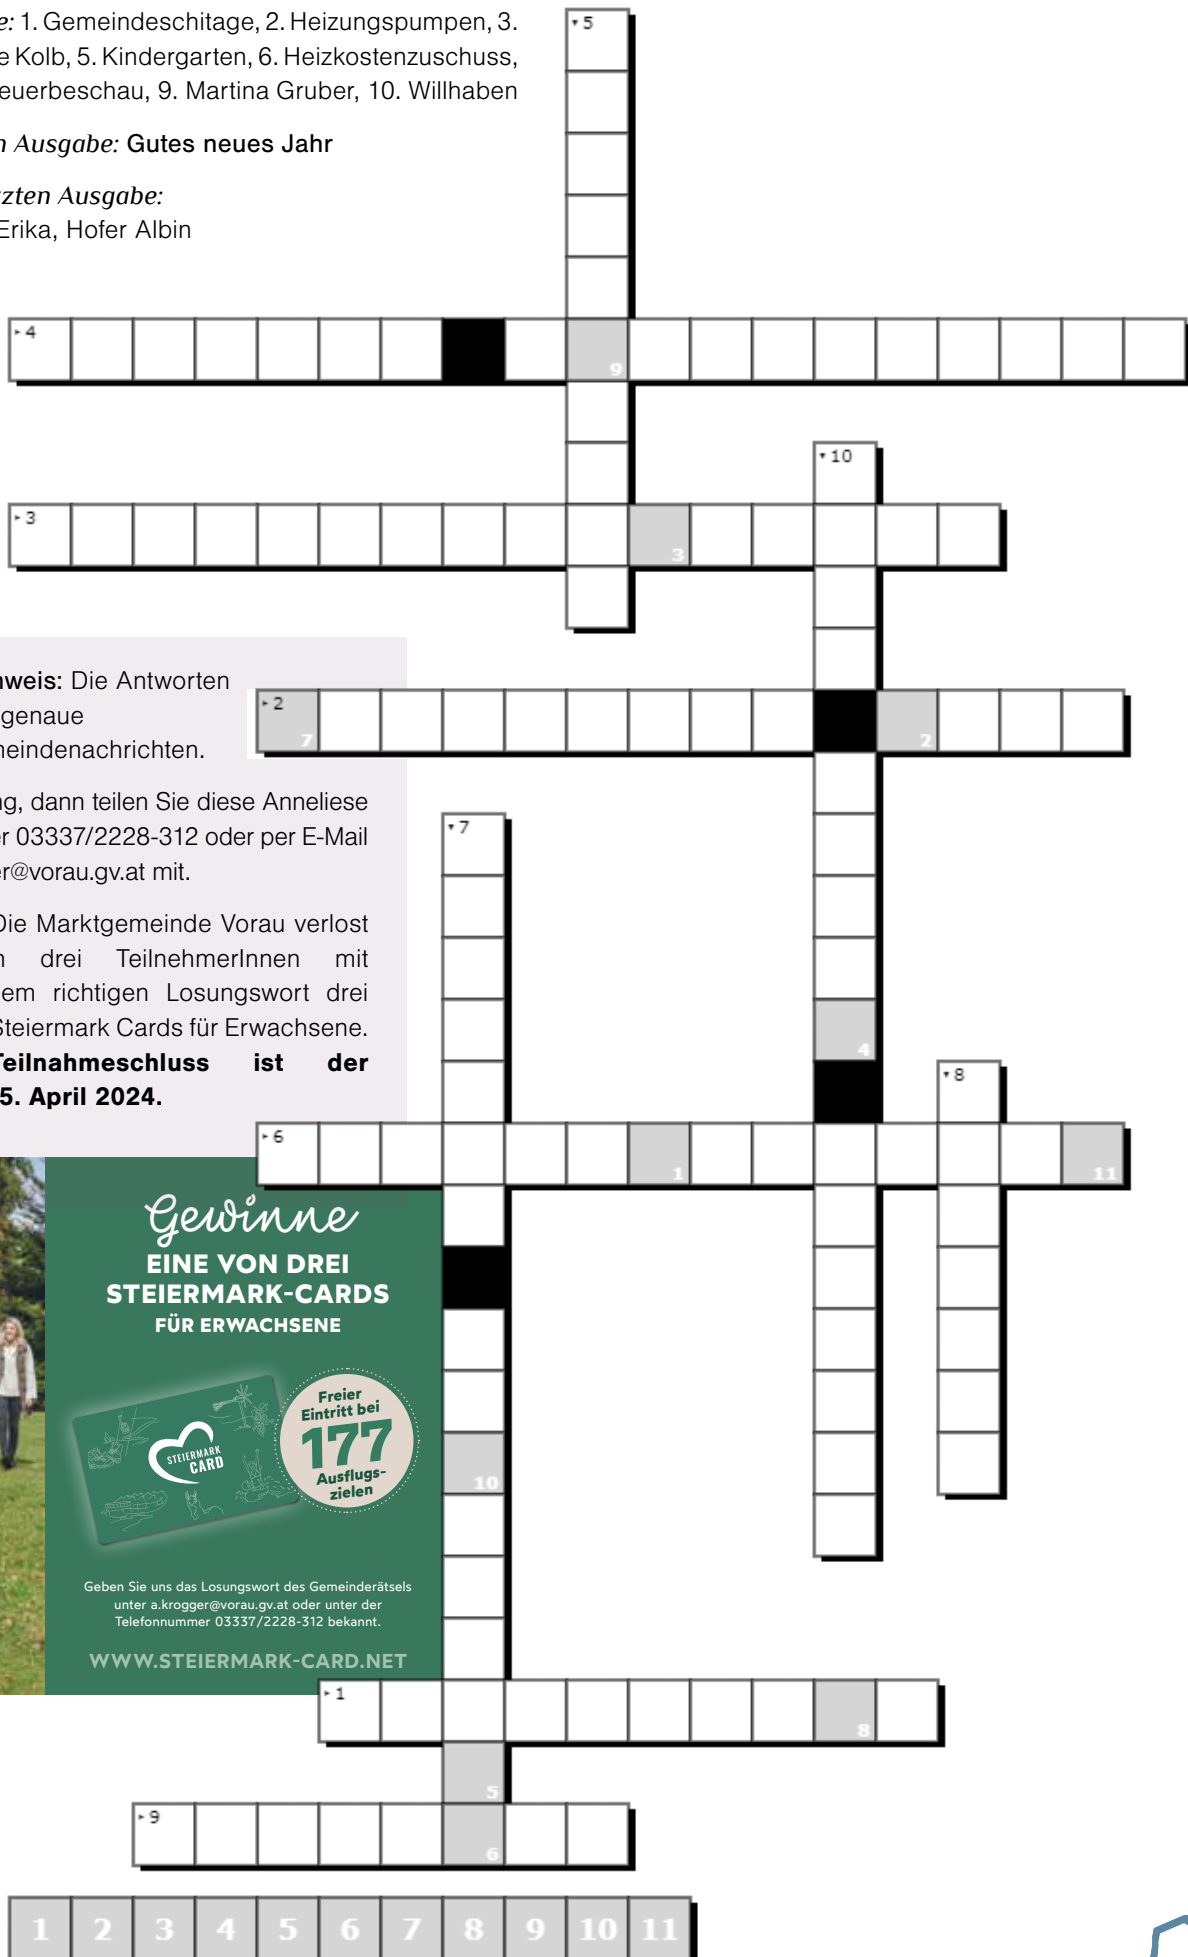 e: 1. Gemeindeschitage, 2. Heizungspumpen, 3.
e Kolb, 5. Kindergarten, 6. Heizkostenzuschuss,
euerbeschau, 9. Martina Gruber, 10. Willhaben
n Ausgabe: Gutes neues Jahr
zten Ausgabe:
Erika, Hofer Albin
5
4
9
10
3
3
nweis: Die Antworten
genaue
neindenachrichten.
2
7
2
ng, dann teilen Sie diese Anneliese
er 03337/2228-312 oder per E-Mail
er@vorau.gv.at mit.
7
Die Marktgemeinde Vorau verlost
n drei TeilnehmerInnen mit
dem richtigen Losungswort drei
Steiermark Cards für Erwachsene.
Teilnahmeschluss ist der
5. April 2024.
4
8
6
1
11
Gewinne
EINE VON DREI
STEIERMARK-CARDS
FÜR ERWACHSENE
Freier
Eintritt bei
177
Ausflugs-
zielen
STEIERMARK
CARD
10
Geben Sie uns das Losungswort des Gemeinderätsels
unter a.krogger@vorau.gv.at oder unter der
Telefonnummer 03337/2228-312 bekannt.
WWW.STEIERMARK-CARD.NET
1
8
5
9
6
1 2 3 4 5 6 7 8 9 10 11